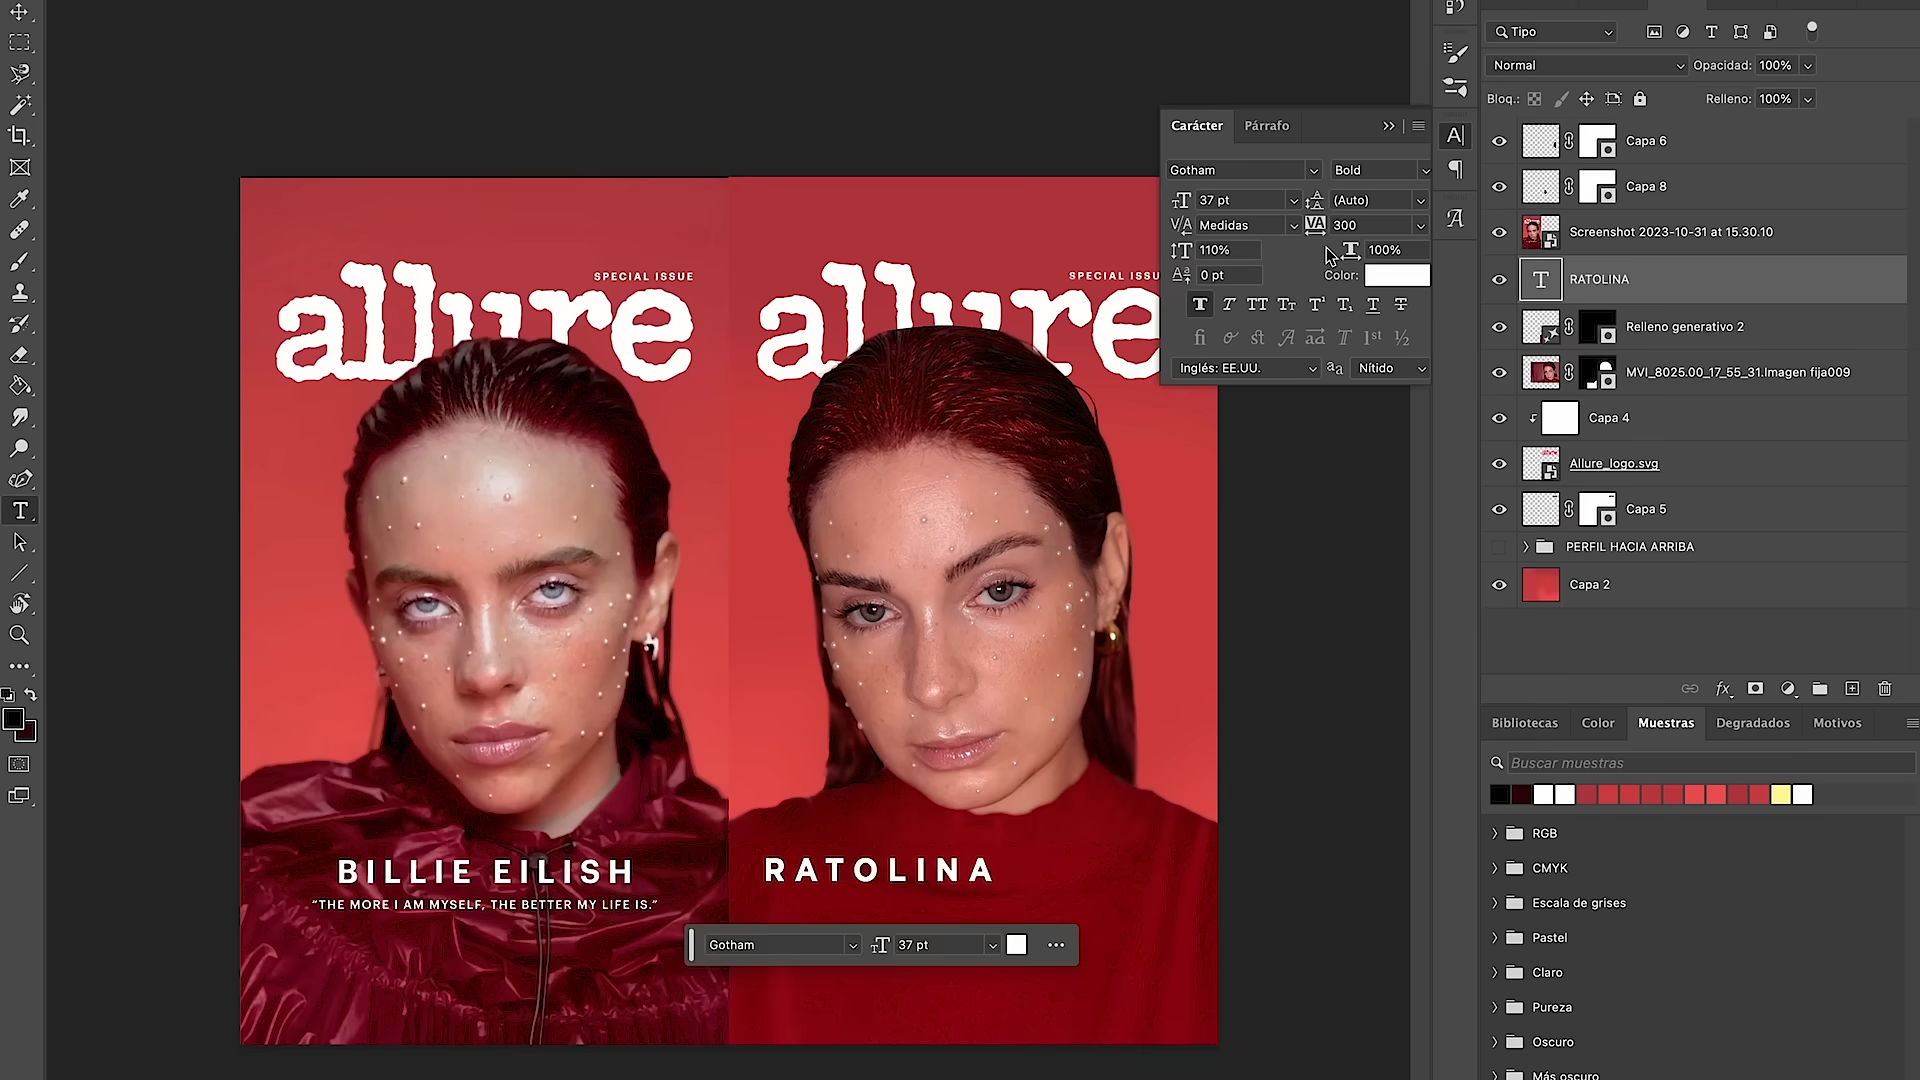 Tipo
Normal
Opacidad: 100%
Bloq.:
Relleno: 100%
Carácter
Párrafo
Gotham
Bold
37 pt
(Auto)
Medidas
300
110%
100%
0 pt
Color:
Inglés: EE.UU.
Nítido
Capa 6
Capa 8
Screenshot 2023-10-31 at 15.30.10
RATOLINA
Relleno generativo 2
MVI_8025.00_17_55_31.Imagen fija009
Capa 4
Allure_logo.svg
Capa 5
PERFIL HACIA ARRIBA
Capa 2
SPECIAL ISSUE
allure
BILLIE EILISH
“THE MORE I AM MYSELF, THE BETTER MY LIFE IS.”
SPECIAL ISSU
allure
RATOLINA
Gotham
37 pt
Bibliotecas
Color
Muestras
Degradados
Motivos
Buscar muestras
RGB
CMYK
Escala de grises
Pastel
Claro
Pureza
Oscuro
Más oscuro